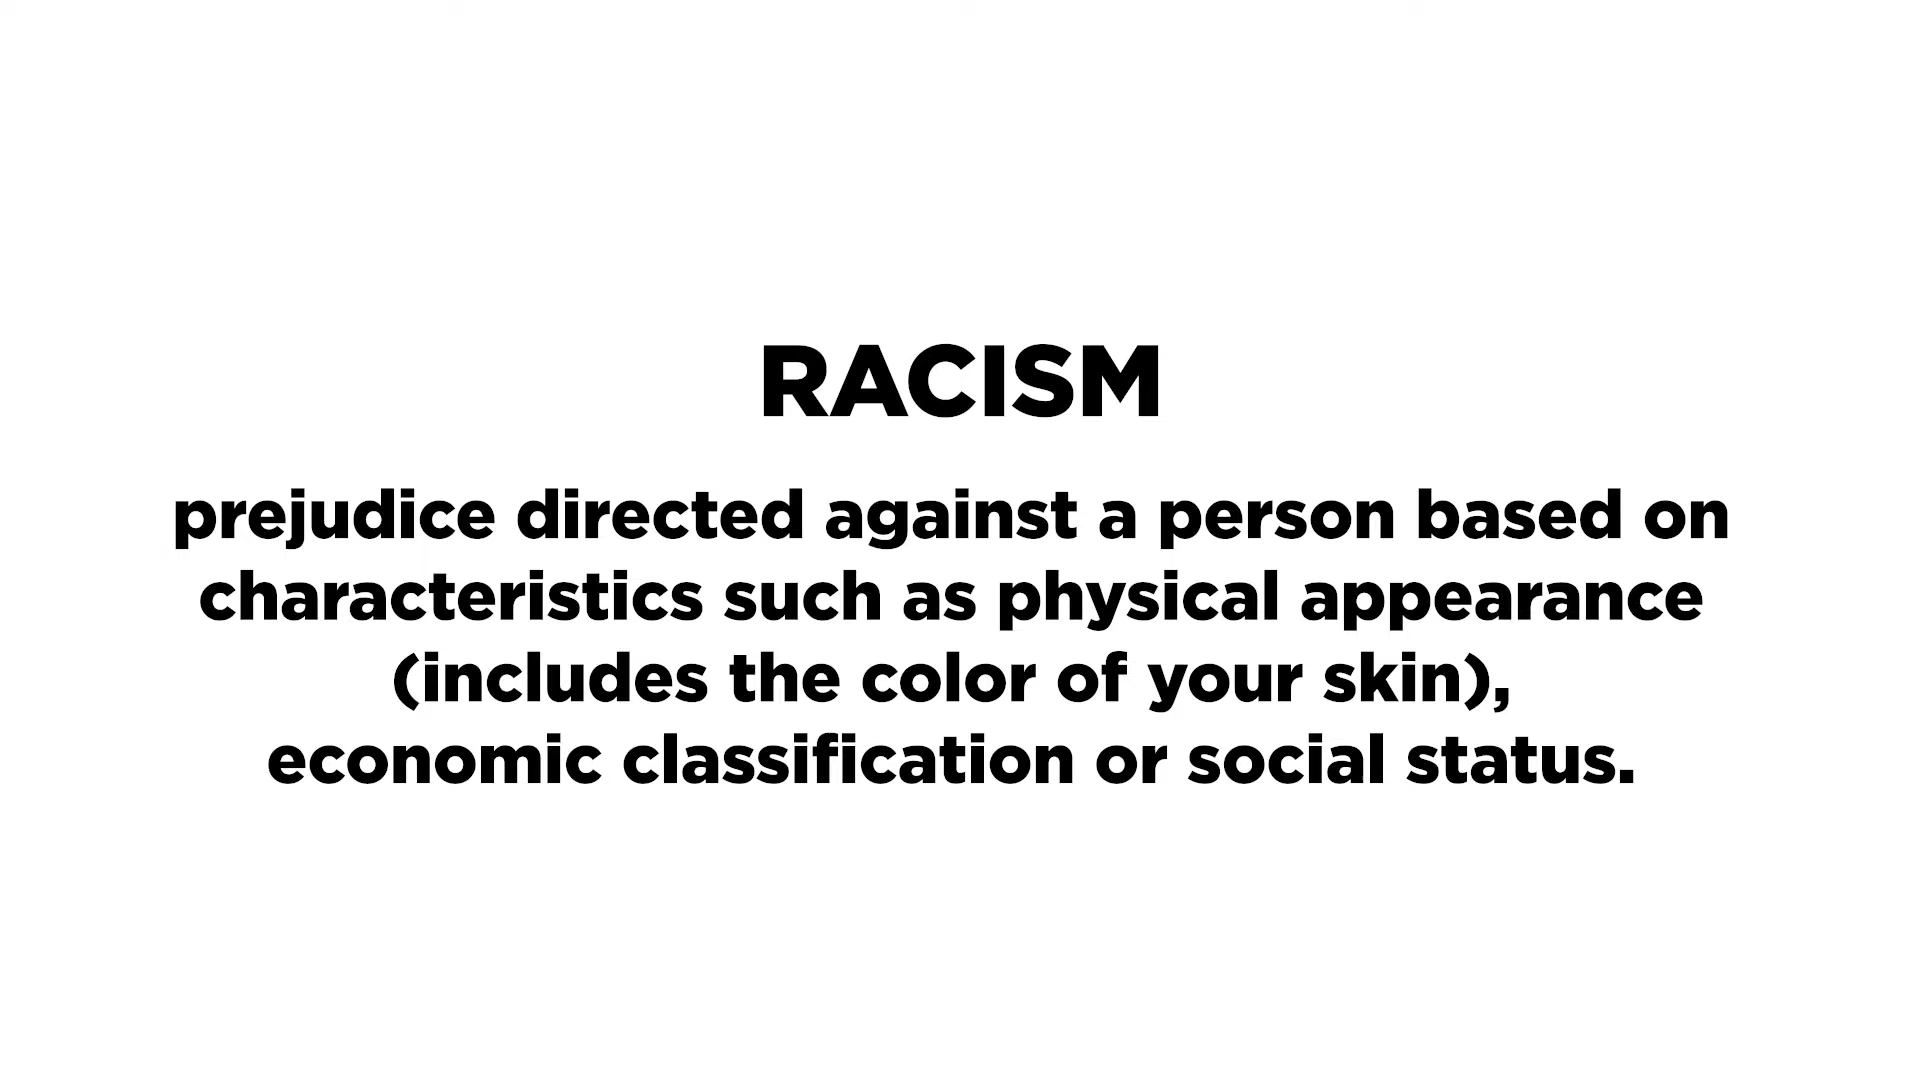 RACISM
prejudice directed against a person based on
characteristics such as physical appearance
(includes the color of your skin),
economic classification or social status.